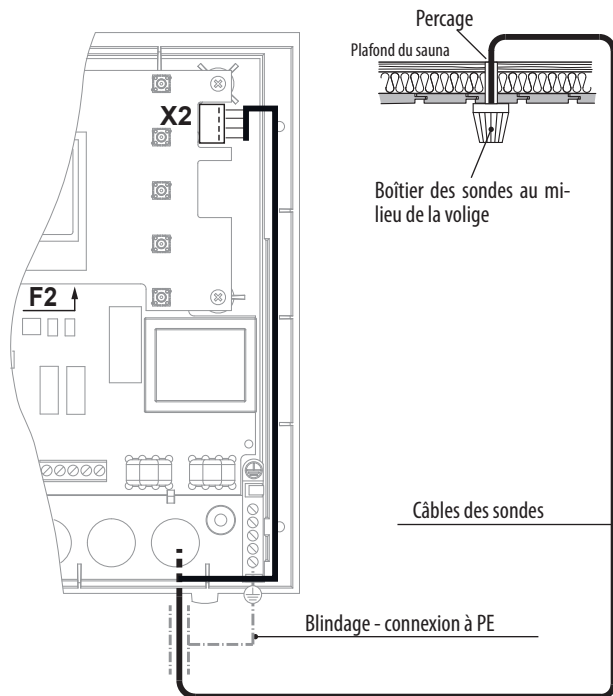 Percage
Plafond du sauna
X2
Boîtier des sondes au mi-
lieu de la volige
F2
Câbles des sondes
Blindage - connexion à PE